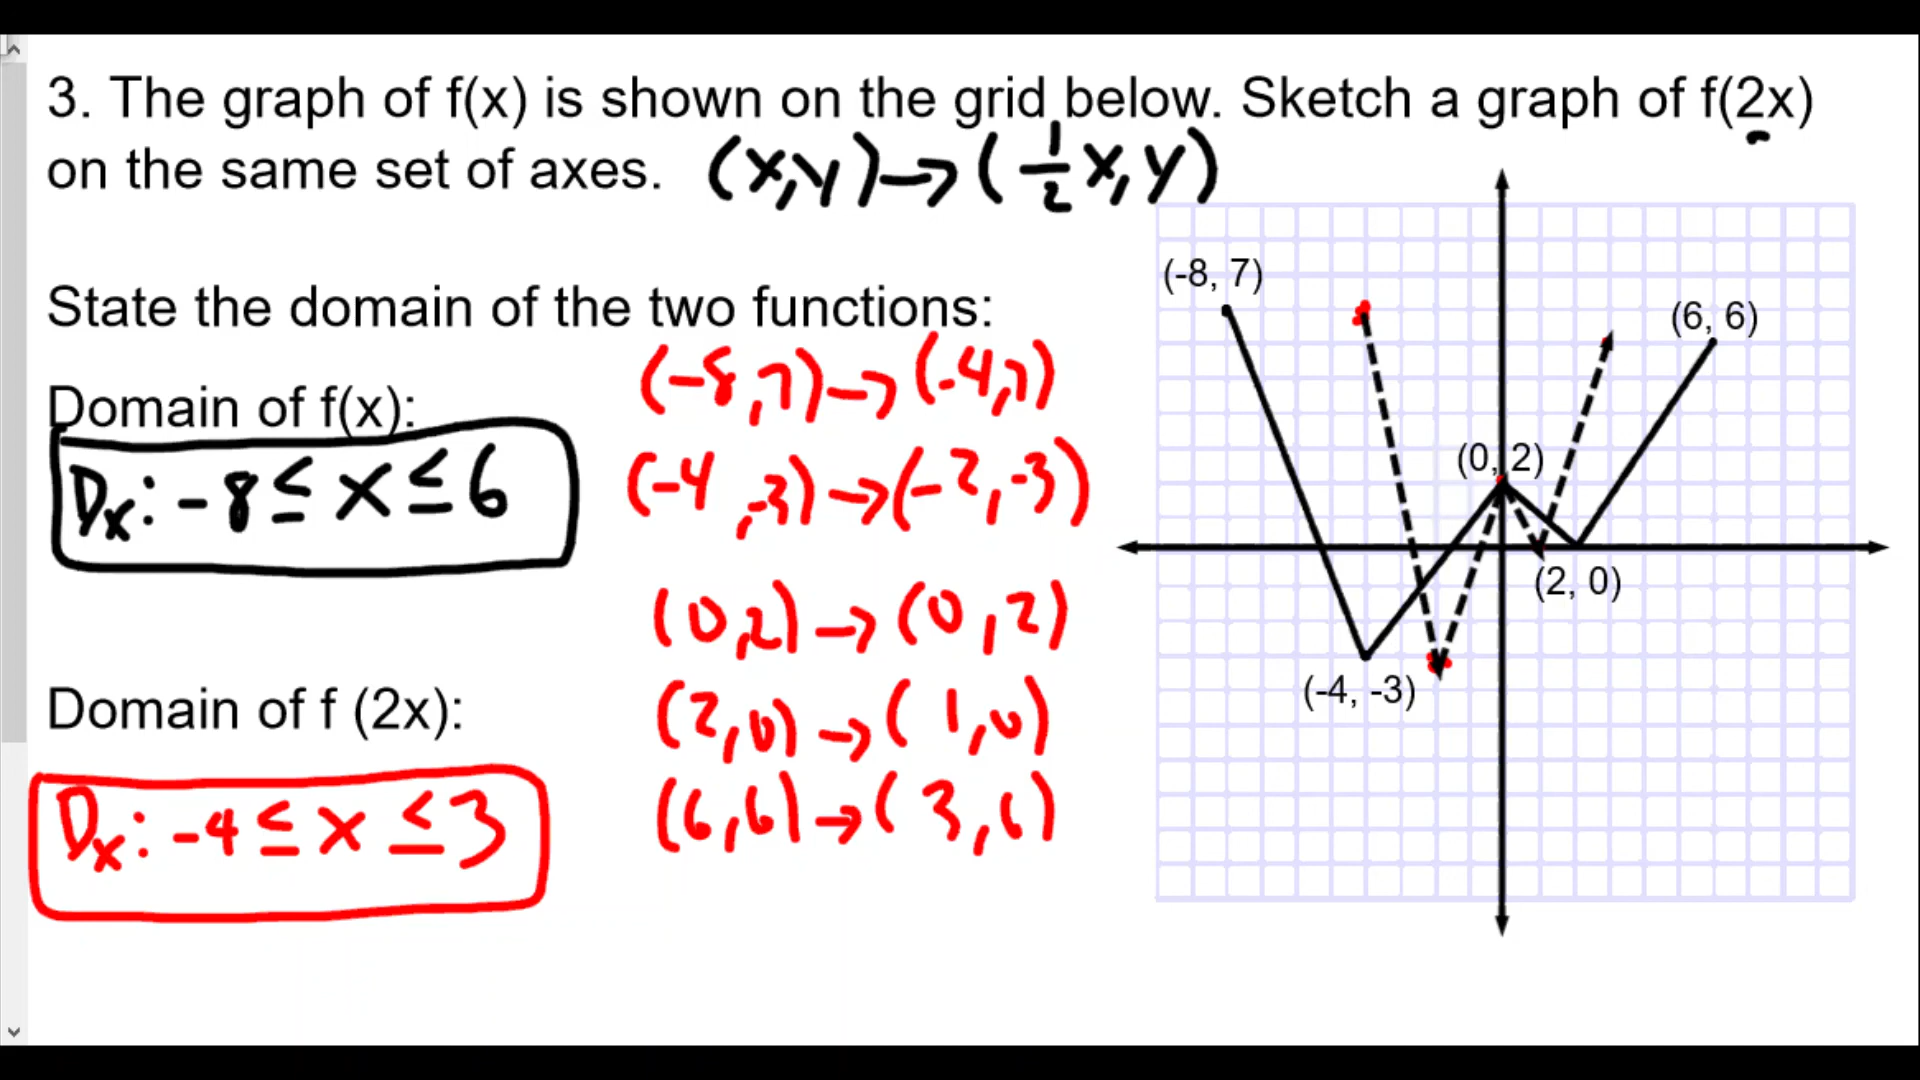 3. The graph of f(x) is shown on the grid below. Sketch a graph of f(2x)
on the same set of axes. (x,y)→(½x,y)
State the domain of the two functions:
Domain of f(x):
Dx: -8 ≤ x ≤ 6
Domain of f (2x):
Dx: -4 ≤ x ≤ 3
(-8,7)→(-4,7)
(-4,-3)→(-2,-3)
(0,2)→(0,2)
(2,0)→(1,0)
(6,6)→(3,6)
(-8, 7)
(6, 6)
(0, 2)
(2, 0)
(-4, -3)